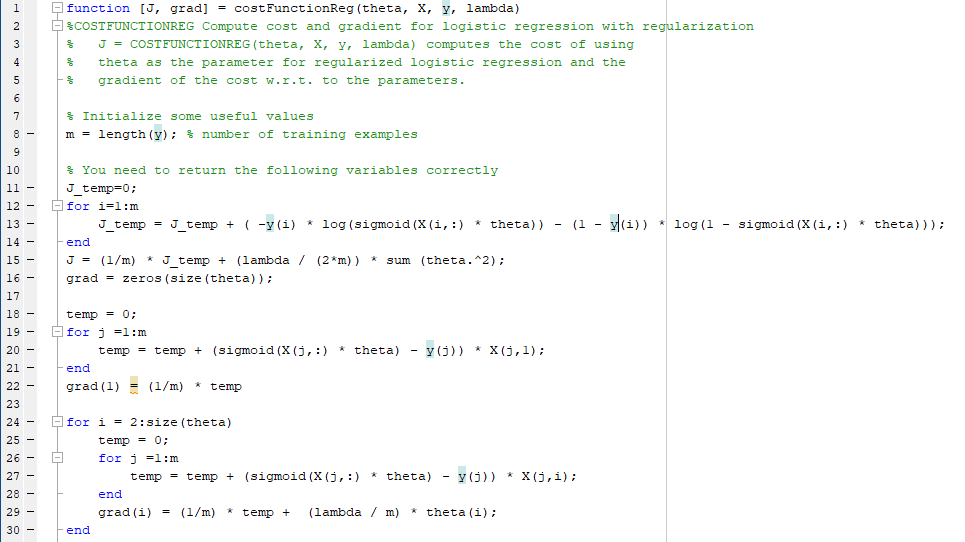 1 function [J, grad] = costFunctionReg(theta, X, y, lambda)
2 %COSTFUNCTIONREG Compute cost and gradient for logistic regression with regularization
3 %   J = COSTFUNCTIONREG(theta, X, y, lambda) computes the cost of using
4 %   theta as the parameter for regularized logistic regression and the
5 %   gradient of the cost w.r.t. to the parameters.
6
7 % Initialize some useful values
8 – m = length(y); % number of training examples
9
10 % You need to return the following variables correctly
11 – J_temp=0;
12 – for i=1:m
13 –     J_temp = J_temp + ( -y(i) * log(sigmoid(X(i,:) * theta)) - (1 - y(i)) * log(1 - sigmoid(X(i,:) * theta)));
14 – end
15 – J = (1/m) * J_temp + (lambda / (2*m)) * sum (theta.^2);
16 – grad = zeros(size(theta));
17
18 – temp = 0;
19 – for j =1:m
20 –     temp = temp + (sigmoid(X(j,:) * theta) - y(j)) * X(j,1);
21 – end
22 – grad(1) = (1/m) * temp
23
24 – for i = 2:size(theta)
25 –     temp = 0;
26 –     for j =1:m
27 –         temp = temp + (sigmoid(X(j,:) * theta) - y(j)) * X(j,i);
28 –     end
29 –     grad(i) = (1/m) * temp +  (lambda / m) * theta(i);
30 – end